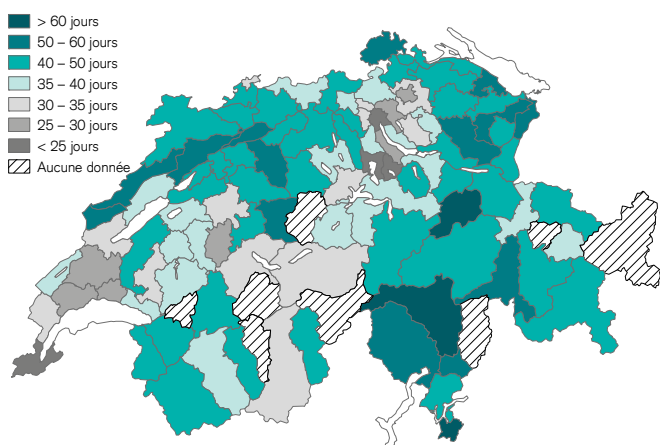 > 60 jours
50 – 60 jours
40 – 50 jours
35 – 40 jours
30 – 35 jours
25 – 30 jours
< 25 jours
Aucune donnée